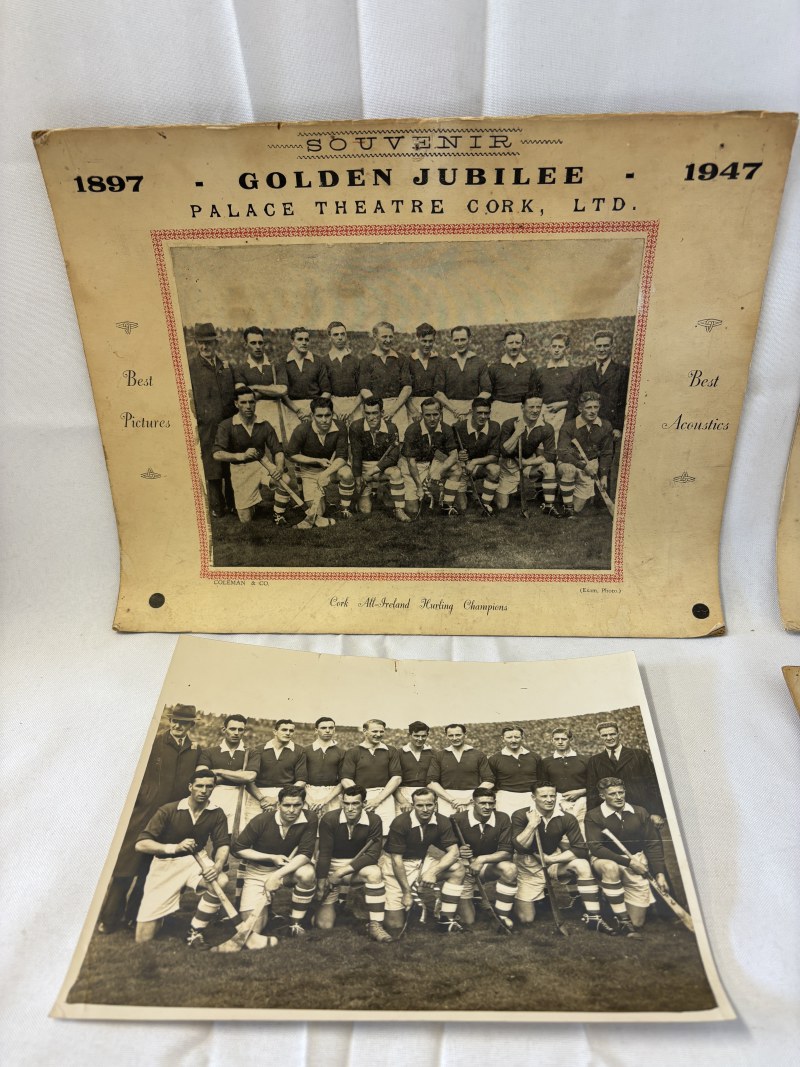 SOUVENIR
1897 - GOLDEN JUBILEE - 1947
PALACE THEATRE CORK, LTD.
Best
Pictures
Best
Acoustics
COLEMAN & CO.
(Exam. Photo.)
Cork All-Ireland Hurling Champions